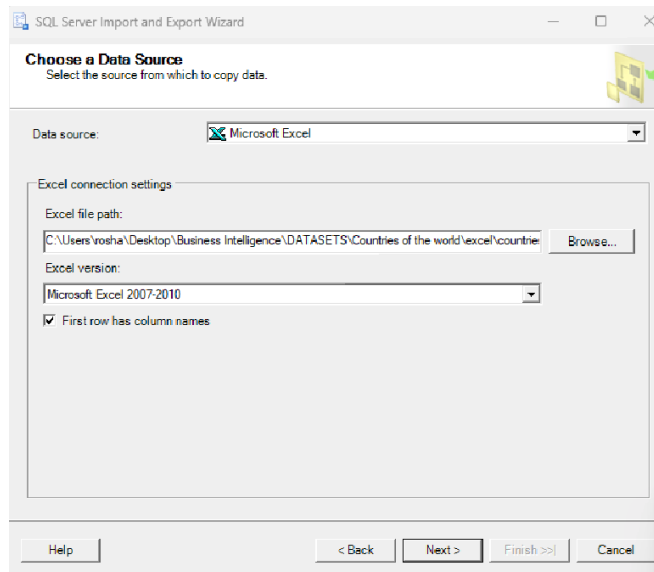 SQL Server Import and Export Wizard
Choose a Data Source
Select the source from which to copy data.
Data source:
Microsoft Excel
Excel connection settings
Excel file path:
C:\Users\rosha\Desktop\Business Intelligence\DATASETS\Countries of the world\excel\countrie
Browse...
Excel version:
Microsoft Excel 2007-2010
First row has column names
Help
< Back
Next >
Finish >>|
Cancel